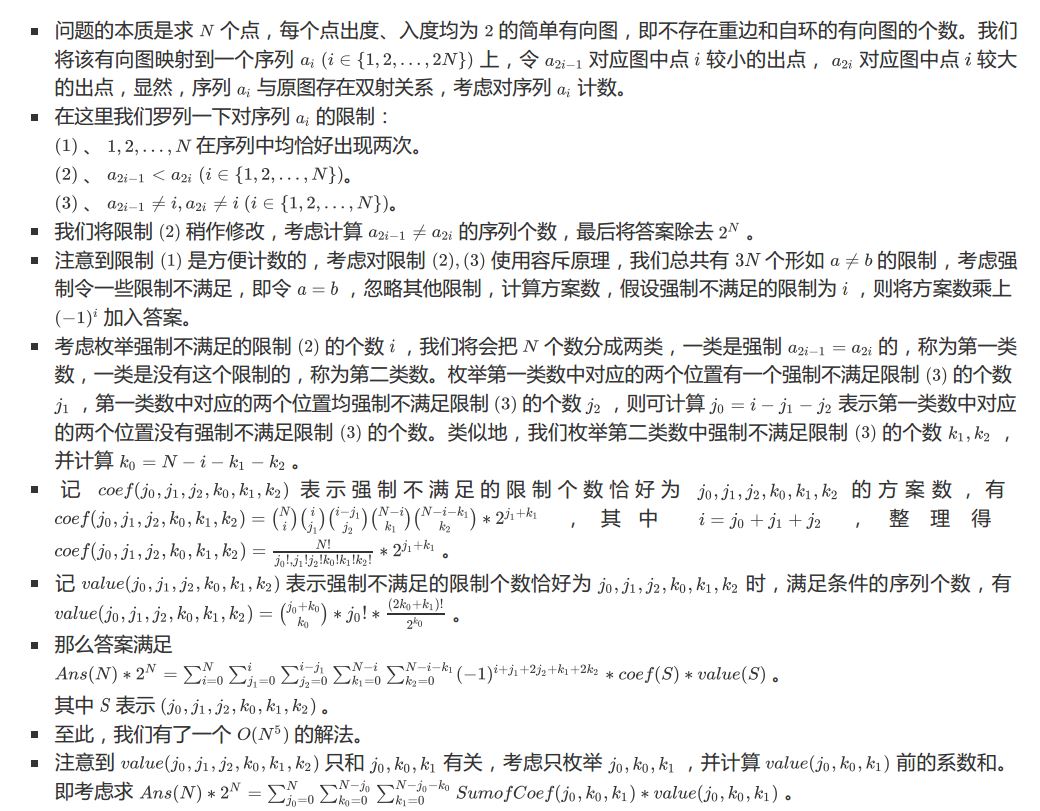 ▪ 问题的本质是求 N 个点，每个点出度、入度均为 2 的简单有向图，即不存在重边和自环的有向图的个数。我们
将该有向图映射到一个序列 a_i (i ∈ {1, 2, . . . , 2N}) 上，令 a_{2i−1} 对应图中点 i 较小的出点， a_{2i} 对应图中点 i 较大
的出点，显然，序列 a_i 与原图存在双射关系，考虑对序列 a_i 计数。
▪ 在这里我们罗列一下对序列 a_i 的限制：
(1) 、 1, 2, . . . , N 在序列中均恰好出现两次。
(2) 、 a_{2i−1} < a_{2i} (i ∈ {1, 2, . . . , N})。
(3) 、 a_{2i−1} ≠ i, a_{2i} ≠ i (i ∈ {1, 2, . . . , N})。
▪ 我们将限制 (2) 稍作修改，考虑计算 a_{2i−1} ≠ a_{2i} 的序列个数，最后将答案除去 2^N 。
▪ 注意到限制 (1) 是方便计数的，考虑对限制 (2), (3) 使用容斥原理，我们总共有 3N 个形如 a ≠ b 的限制，考虑强
制令一些限制不满足，即令 a = b ，忽略其他限制，计算方案数，假设强制不满足的限制为 i ，则将方案数乘上
(−1)^i 加入答案。
▪ 考虑枚举强制不满足的限制 (2) 的个数 i ，我们将会把 N 个数分成两类，一类是强制 a_{2i−1} = a_{2i} 的，称为第一类
数，一类是没有这个限制的，称为第二类数。枚举第一类数中对应的两个位置有一个强制不满足限制 (3) 的个数
j_1 ，第一类数中对应的两个位置均强制不满足限制 (3) 的个数 j_2 ，则可计算 j_0 = i − j_1 − j_2 表示第一类数中对应
的两个位置没有强制不满足限制 (3) 的个数。类似地，我们枚举第二类数中强制不满足限制 (3) 的个数 k_1, k_2 ，
并计算 k_0 = N − i − k_1 − k_2 。
▪ 记 coef(j_0, j_1, j_2, k_0, k_1, k_2) 表示强制不满足的限制个数恰好为 j_0, j_1, j_2, k_0, k_1, k_2 的方案数，有
coef(j_0, j_1, j_2, k_0, k_1, k_2) = \binom{N}{i}\binom{i}{j_1}\binom{i−j_1}{j_2}\binom{N−i}{k_1}\binom{N−i−k_1}{k_2} * 2^{j_1+k_1} ，其中 i = j_0 + j_1 + j_2 ，整理得
coef(j_0, j_1, j_2, k_0, k_1, k_2) = \frac{N!}{j_0!,j_1!j_2!k_0!k_1!k_2!} * 2^{j_1+k_1} 。
▪ 记 value(j_0, j_1, j_2, k_0, k_1, k_2) 表示强制不满足的限制个数恰好为 j_0, j_1, j_2, k_0, k_1, k_2 时，满足条件的序列个数，有
value(j_0, j_1, j_2, k_0, k_1, k_2) = \binom{j_0+k_0}{k_0} * j_0! * \frac{(2k_0+k_1)!}{2^{k_0}} 。
▪ 那么答案满足
Ans(N) * 2^N = ∑_{i=0}^{N} ∑_{j_1=0}^{i} ∑_{j_2=0}^{i−j_1} ∑_{k_1=0}^{N−i} ∑_{k_2=0}^{N−i−k_1} (−1)^{i+j_1+2j_2+k_1+2k_2} * coef(S) * value(S) 。
其中 S 表示 (j_0, j_1, j_2, k_0, k_1, k_2) 。
▪ 至此，我们有了一个 O(N^5) 的解法。
▪ 注意到 value(j_0, j_1, j_2, k_0, k_1, k_2) 只和 j_0, k_0, k_1 有关，考虑只枚举 j_0, k_0, k_1 ，并计算 value(j_0, k_0, k_1) 前的系数和。
即考虑求 Ans(N) * 2^N = ∑_{j_0=0}^{N} ∑_{k_0=0}^{N−j_0} ∑_{k_1=0}^{N−j_0−k_0} SumofCoef(j_0, k_0, k_1) * value(j_0, k_0, k_1) 。